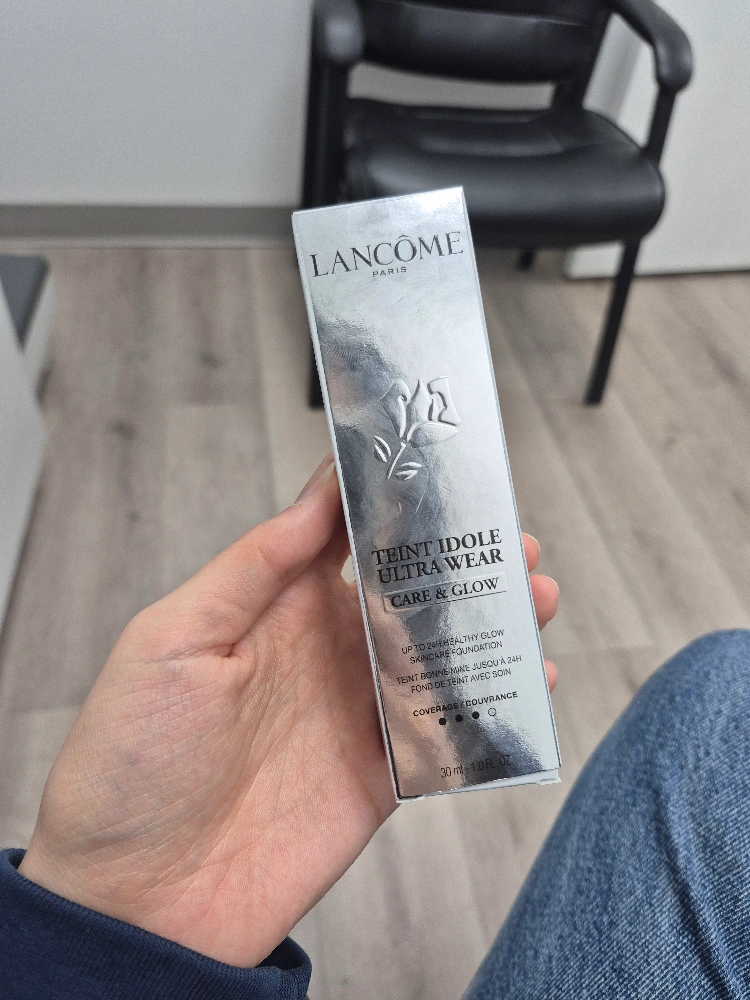 LANCÔME
PARIS
TEINT IDOLE
ULTRA WEAR
CARE & GLOW
UP TO 24H HEALTHY GLOW
SKINCARE FOUNDATION
TEINT BONNE MINE JUSQU'À 24H
FOND DE TEINT AVEC SOIN
COVERAGE / COUVRANCE
30 ml - 1.0 FL. OZ